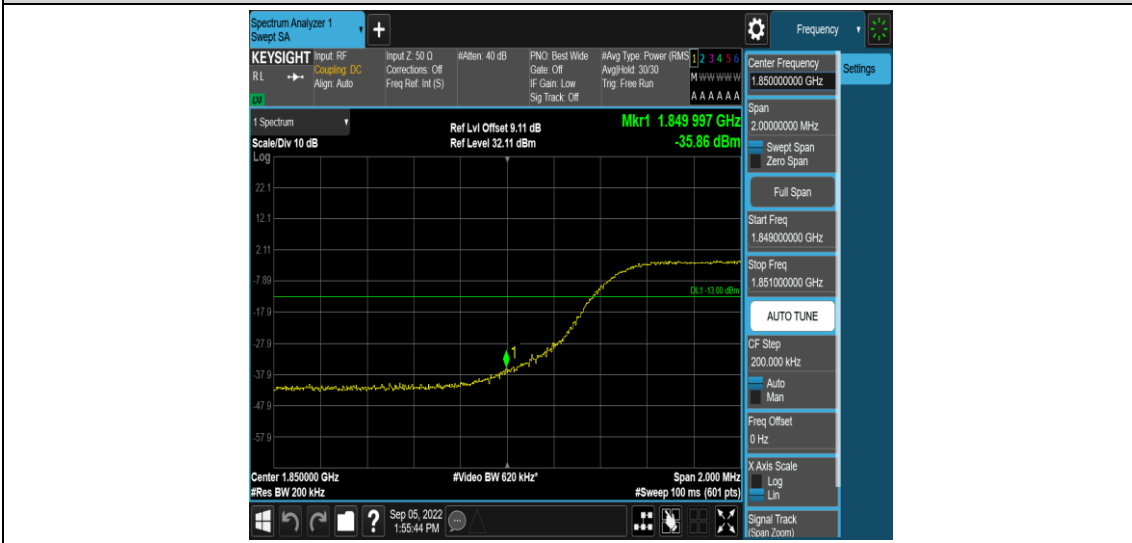 Spectrum Analyzer 1
Swept SA
+
Frequency
KEYSIGHT
RL
LXI
Input: RF
Coupling: DC
Align: Auto
Input Z: 50 Ω
Corrections: Off
Freq Ref: Int (S)
#Atten: 40 dB
PNO: Best Wide
Gate: Off
IF Gain: Low
Sig Track: Off
#Avg Type: Power (RMS
Avg|Hold: 30/30
Trig: Free Run
1 2 3 4 5 6
M W W W W W
A A A A A A
1 Spectrum
Scale/Div 10 dB
Log
Ref Lvl Offset 9.11 dB
Ref Level 32.11 dBm
Mkr1 1.849 997 GHz
-35.86 dBm
22.1
12.1
2.11
-7.89
DL1 -13.00 dBm
-17.9
-27.9
1
-37.9
-47.9
-57.9
Center 1.850000 GHz
#Res BW 200 kHz
#Video BW 620 kHz*
Span 2.000 MHz
#Sweep 100 ms (601 pts)
Center Frequency
1.850000000 GHz
Settings
Span
2.00000000 MHz
Swept Span
Zero Span
Full Span
Start Freq
1.849000000 GHz
Stop Freq
1.851000000 GHz
AUTO TUNE
CF Step
200.000 kHz
Auto
Man
Freq Offset
0 Hz
X Axis Scale
Log
Lin
Signal Track
(Span Zoom)
?
Sep 05, 2022
1:55:44 PM